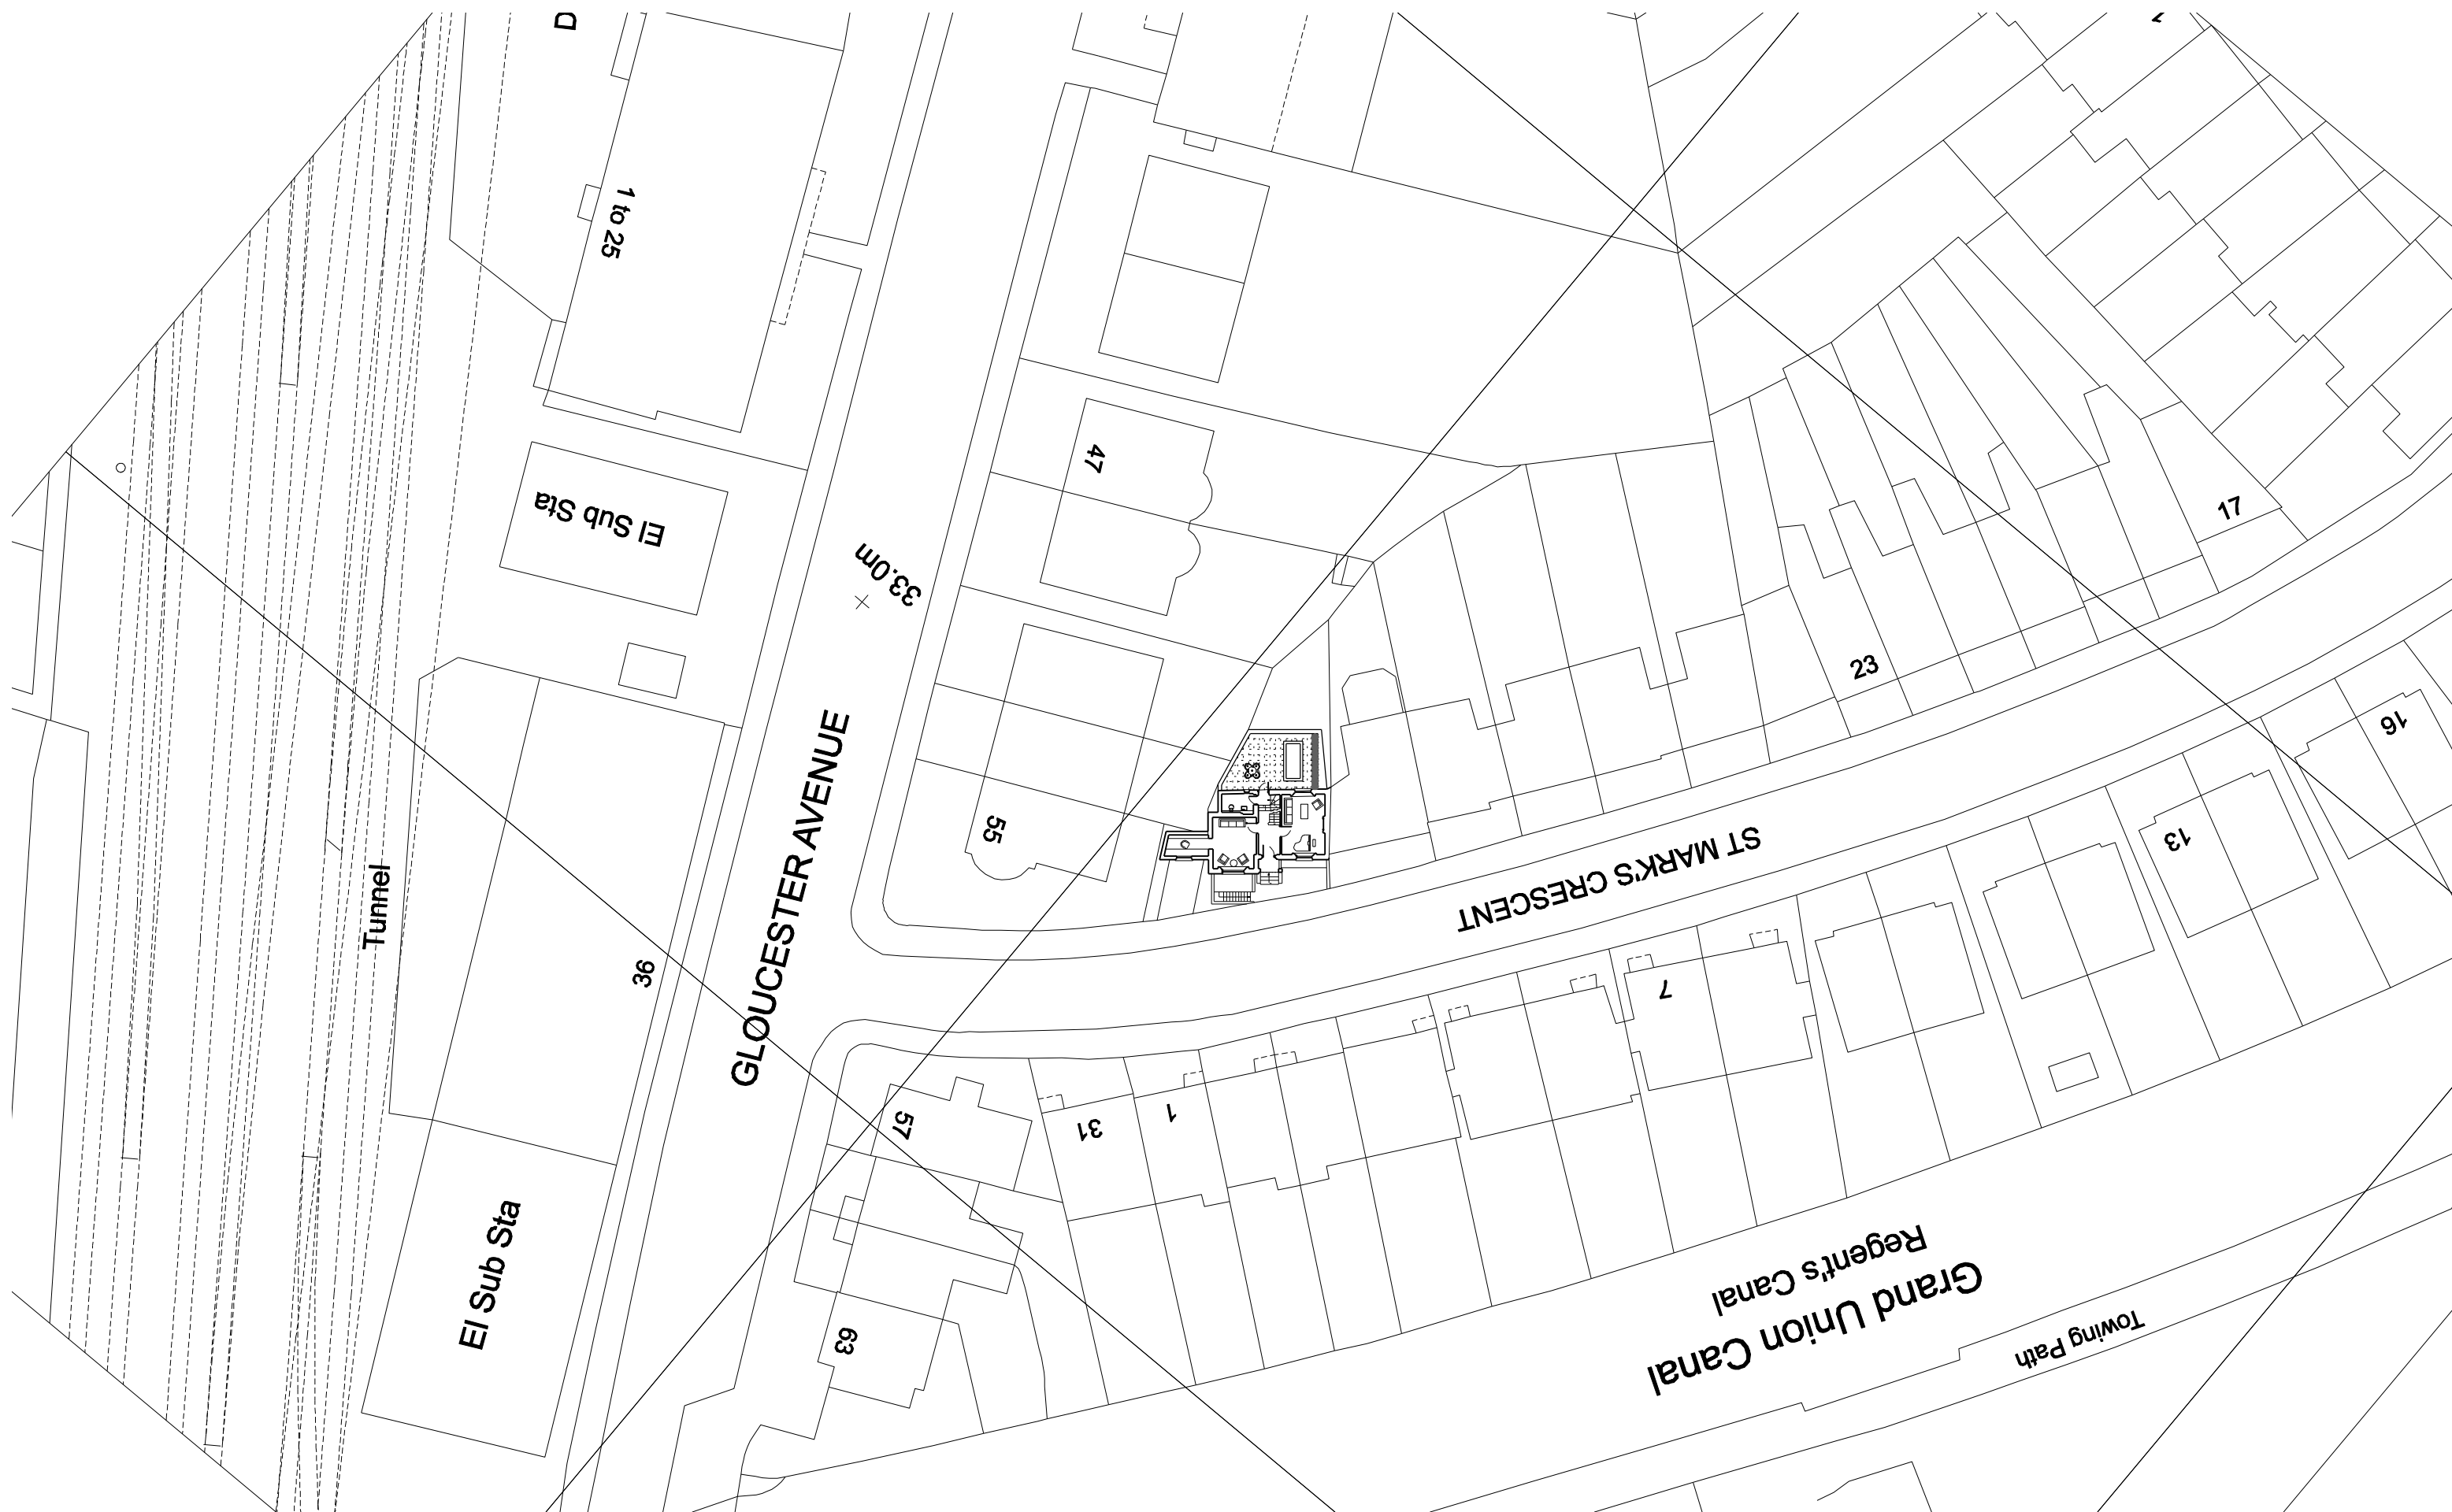 1 to 25
47
El Sub Sta
17
33.0m
23
16
GLOUCESTER AVENUE
55
13
ST MARK'S CRESCENT
Tunnel
36
7
57
31
1
El Sub Sta
63
Regent's Canal
Grand Union Canal
Towing Path